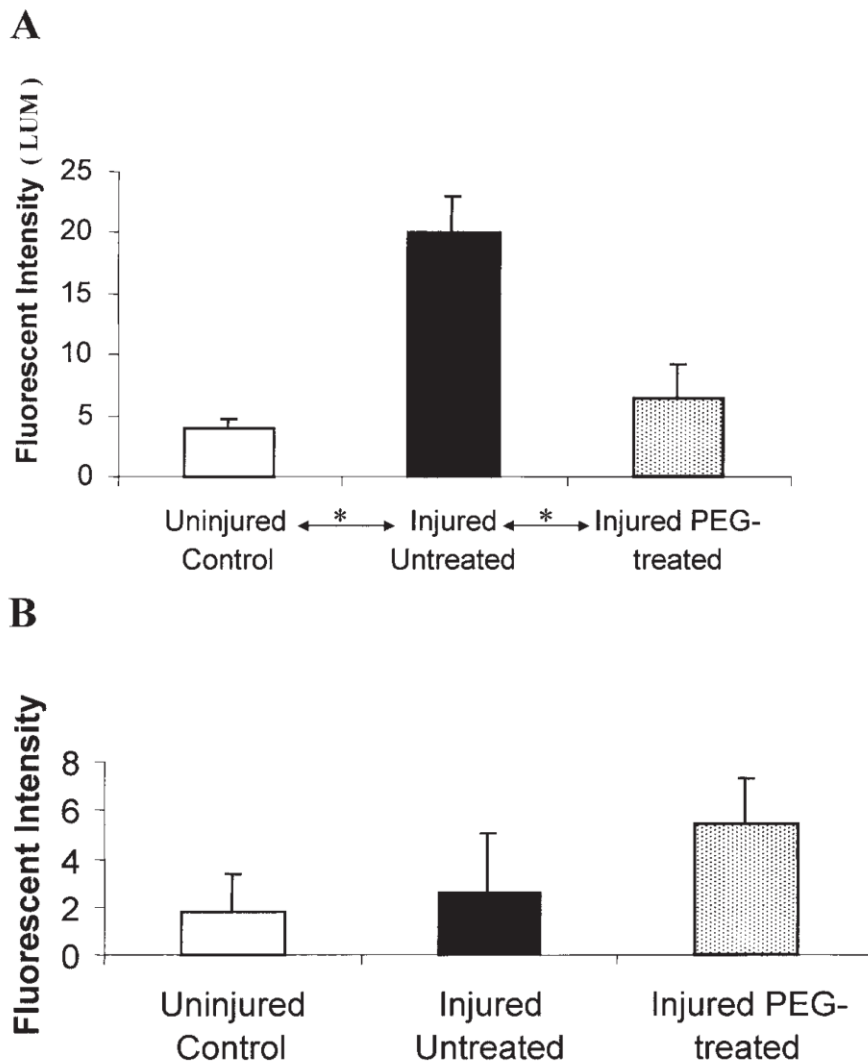 A
Fluorescent Intensity (LUM)
25
20
15
10
5
0
Uninjured Control
*
Injured Untreated
*
Injured PEG-treated
B
Fluorescent Intensity
8
6
4
2
0
Uninjured Control
Injured Untreated
Injured PEG-treated